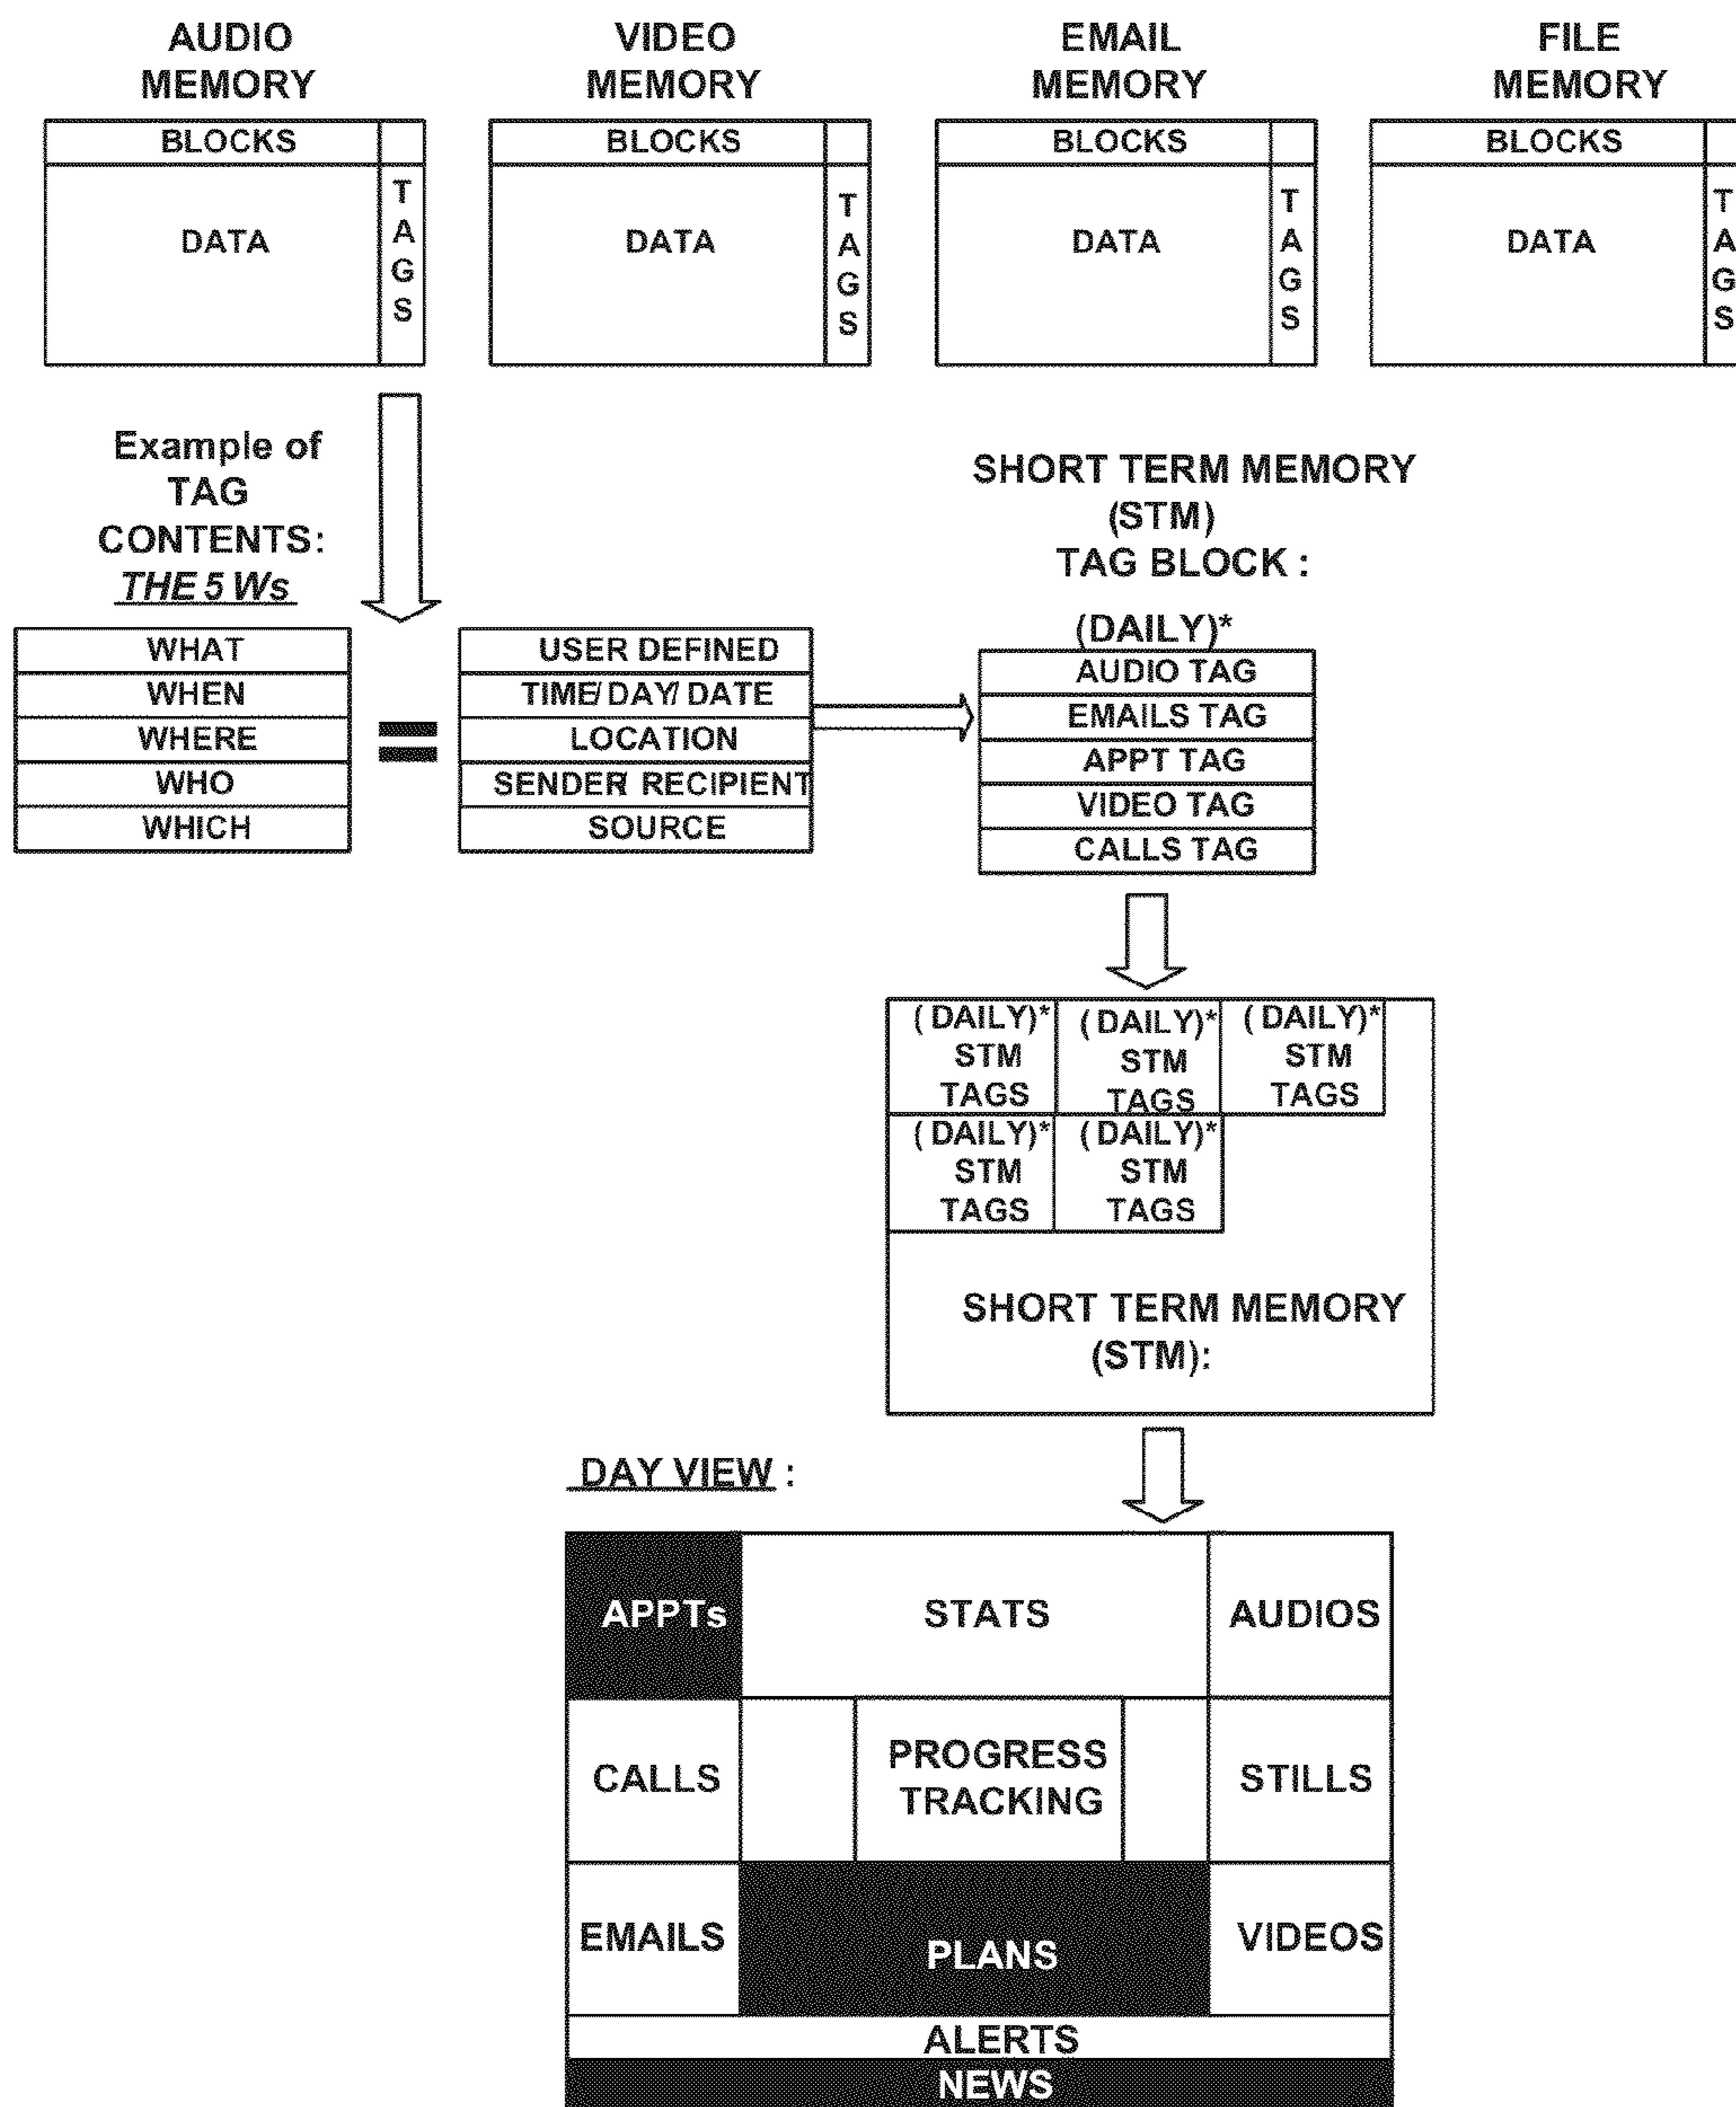 AUDIO
MEMORY
VIDEO
MEMORY
EMAIL
MEMORY
FILE
MEMORY
BLOCKS
DATA
TAGS
BLOCKS
DATA
TAGS
BLOCKS
DATA
TAGS
BLOCKS
DATA
TAGS
Example of
TAG
CONTENTS:
THE 5 Ws
WHAT
WHEN
WHERE
WHO
WHICH
=
USER DEFINED
TIME/ DAY/ DATE
LOCATION
SENDER/ RECIPIENT
SOURCE
SHORT TERM MEMORY
(STM)
TAG BLOCK :
(DAILY)*
AUDIO TAG
EMAILS TAG
APPT TAG
VIDEO TAG
CALLS TAG
( DAILY)*
STM
TAGS
( DAILY)*
STM
TAGS
( DAILY)*
STM
TAGS
( DAILY)*
STM
TAGS
( DAILY)*
STM
TAGS
SHORT TERM MEMORY
(STM):
DAY VIEW :
APPTs
STATS
AUDIOS
CALLS
PROGRESS
TRACKING
STILLS
EMAILS
PLANS
VIDEOS
ALERTS
NEWS